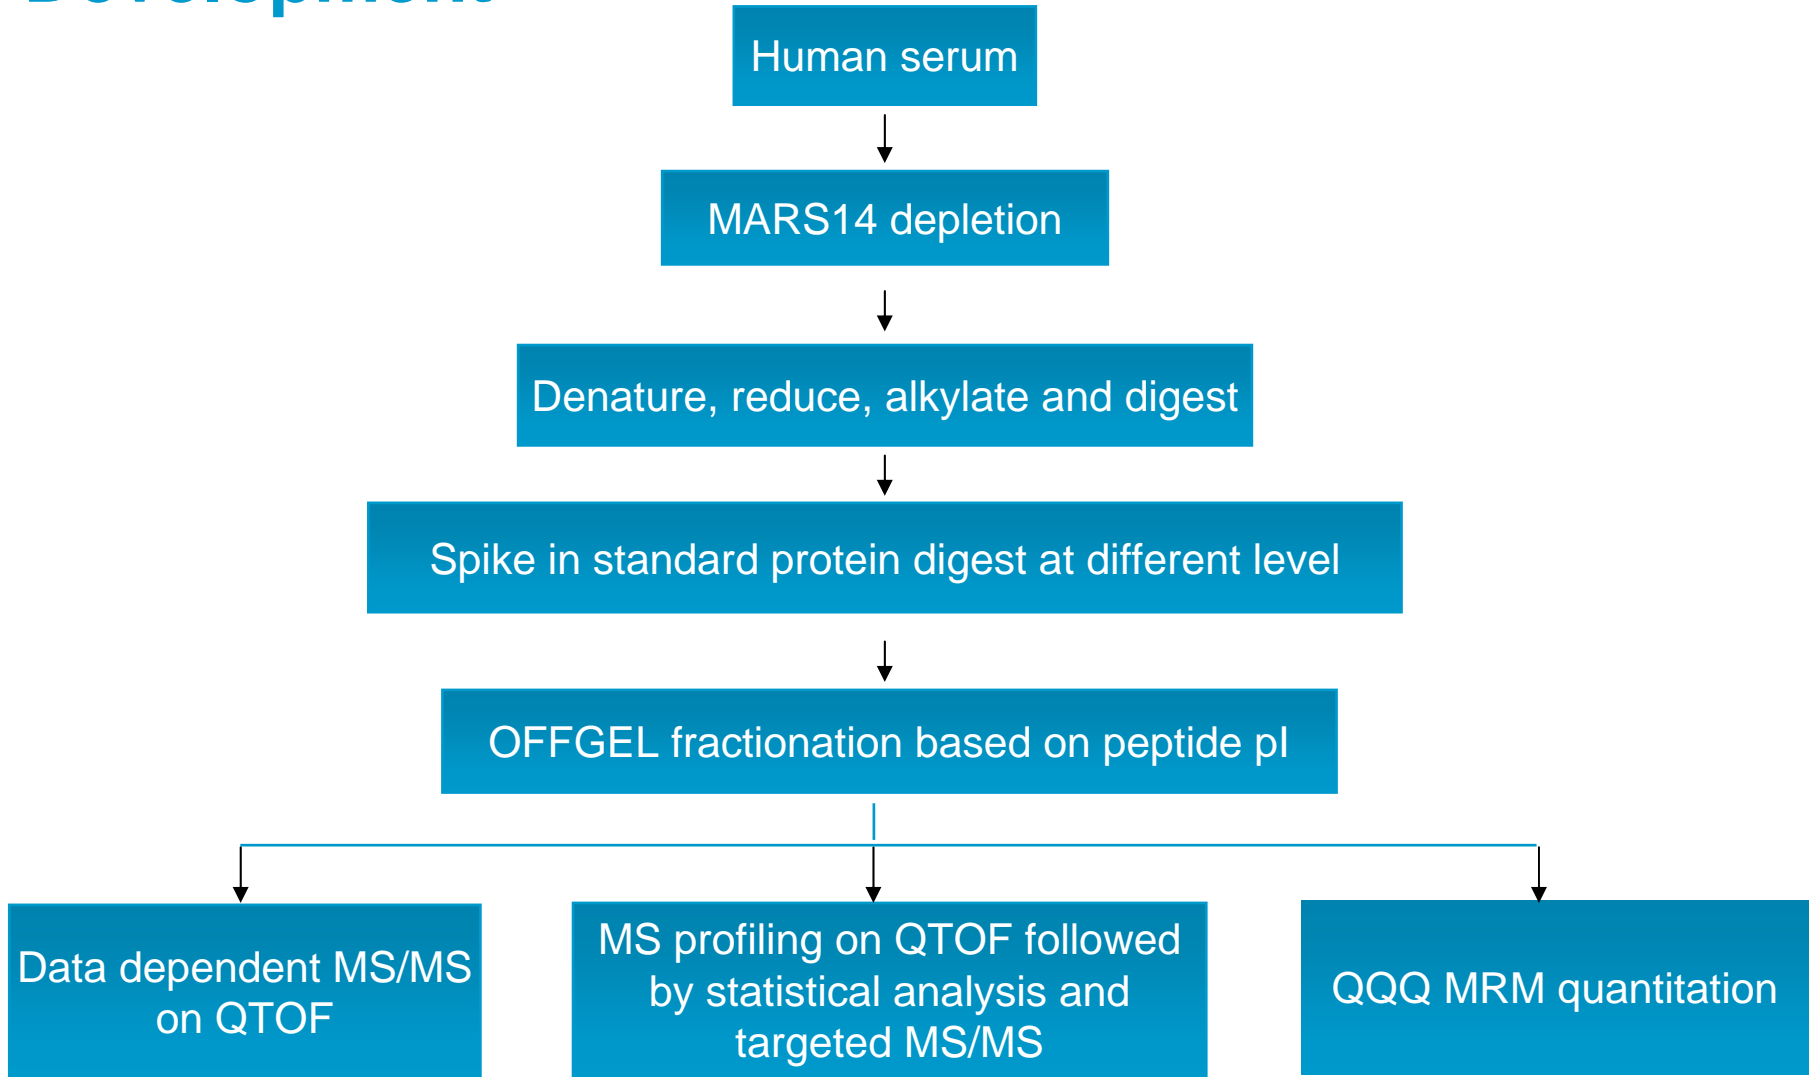 Development
Human serum
MARS14 depletion
Denature, reduce, alkylate and digest
Spike in standard protein digest at different level
OFFGEL fractionation based on peptide pI
Data dependent MS/MS
on QTOF
MS profiling on QTOF followed
by statistical analysis and
targeted MS/MS
QQQ MRM quantitation